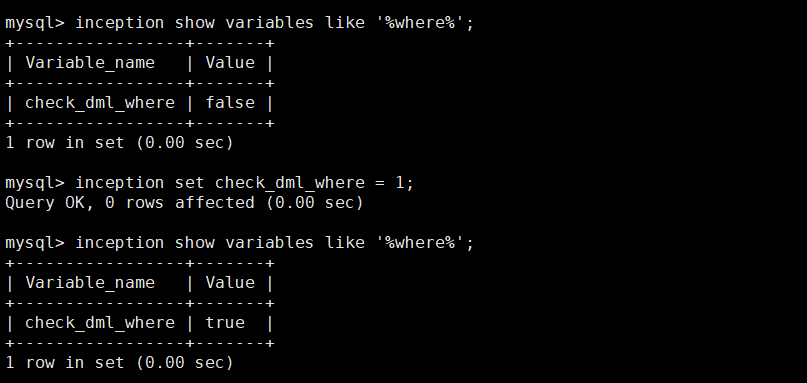 mysql> inception show variables like '%where%';
+-----------------+-------+
| Variable_name   | Value |
+-----------------+-------+
| check_dml_where | false |
+-----------------+-------+
1 row in set (0.00 sec)

mysql> inception set check_dml_where = 1;
Query OK, 0 rows affected (0.00 sec)

mysql> inception show variables like '%where%';
+-----------------+-------+
| Variable_name   | Value |
+-----------------+-------+
| check_dml_where | true  |
+-----------------+-------+
1 row in set (0.00 sec)